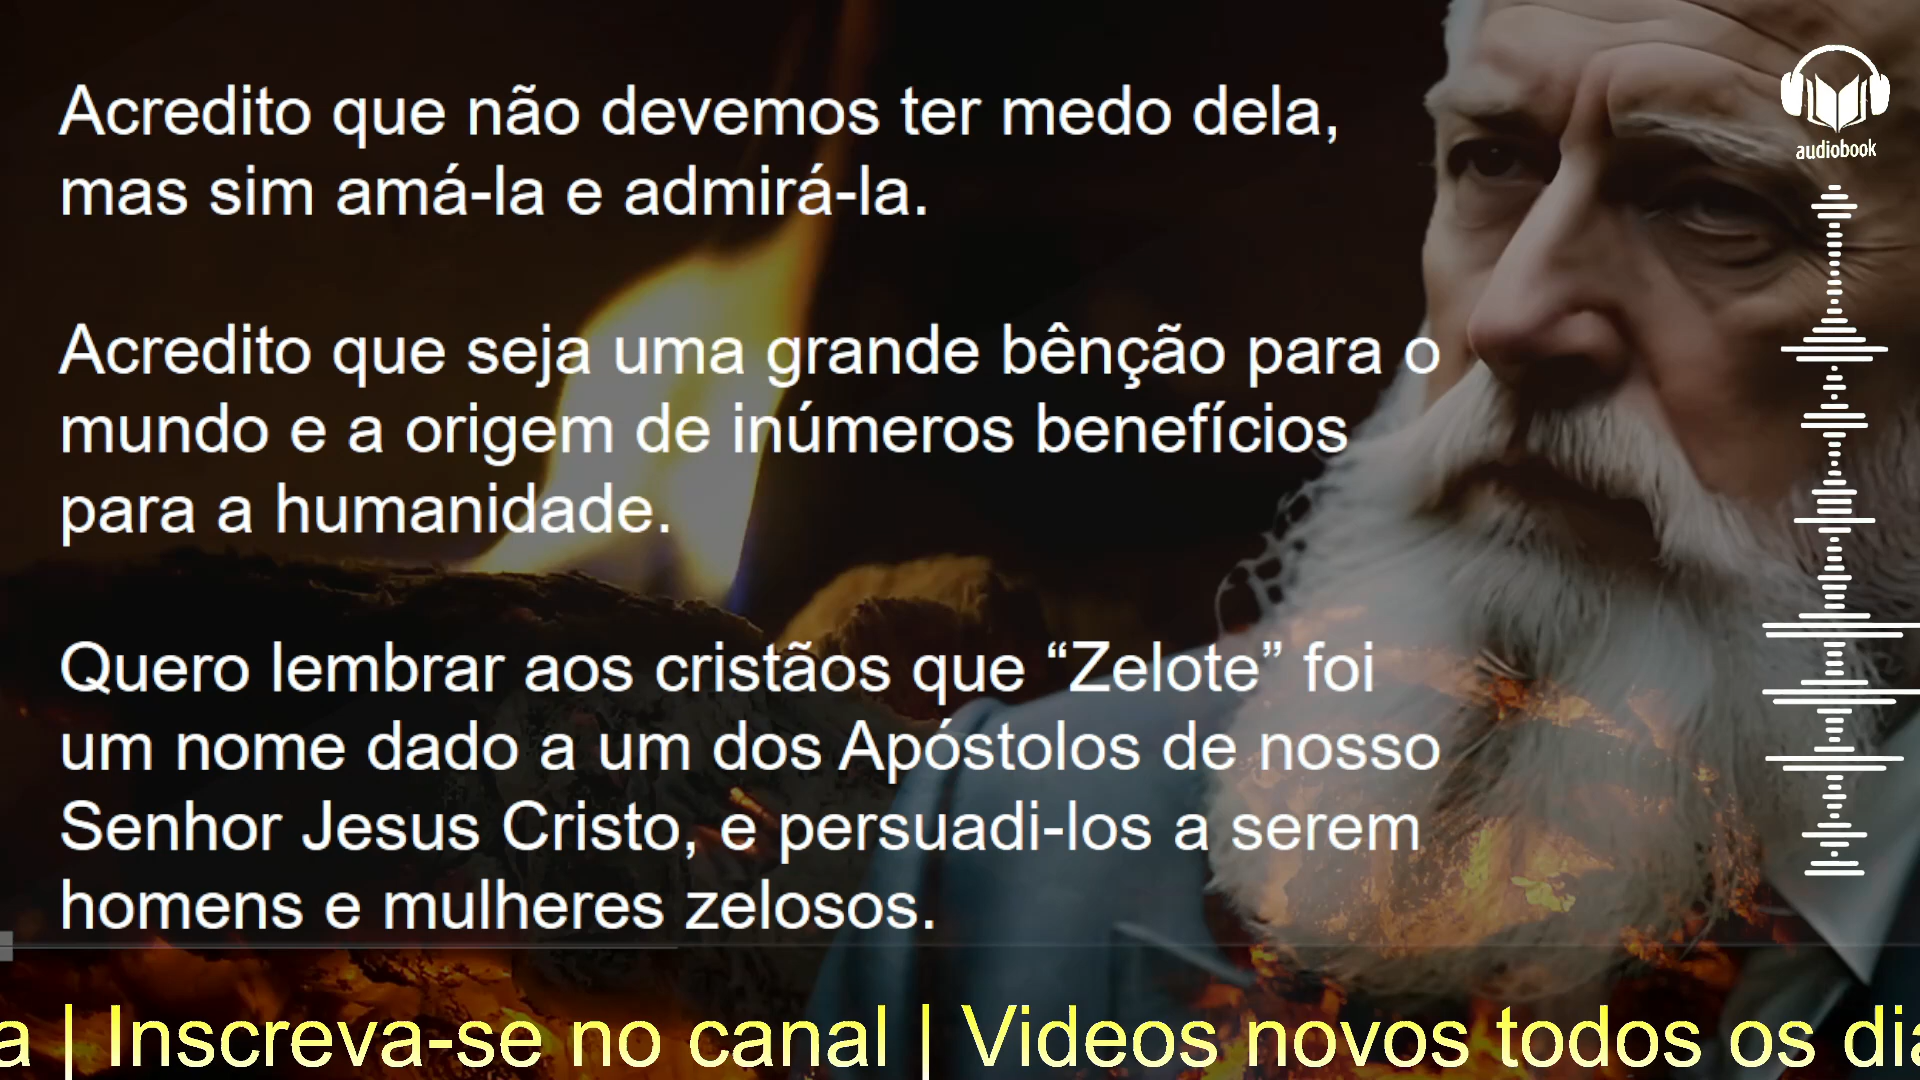 Acredito que não devemos ter medo dela,
mas sim amá-la e admirá-la.
Acredito que seja uma grande bênção para o
mundo e a origem de inúmeros benefícios
para a humanidade.
Quero lembrar aos cristãos que “Zelote” foi
um nome dado a um dos Apóstolos de nosso
Senhor Jesus Cristo, e persuadi-los a serem
homens e mulheres zelosos.
audiobook
a | Inscreva-se no canal | Videos novos todos os dia